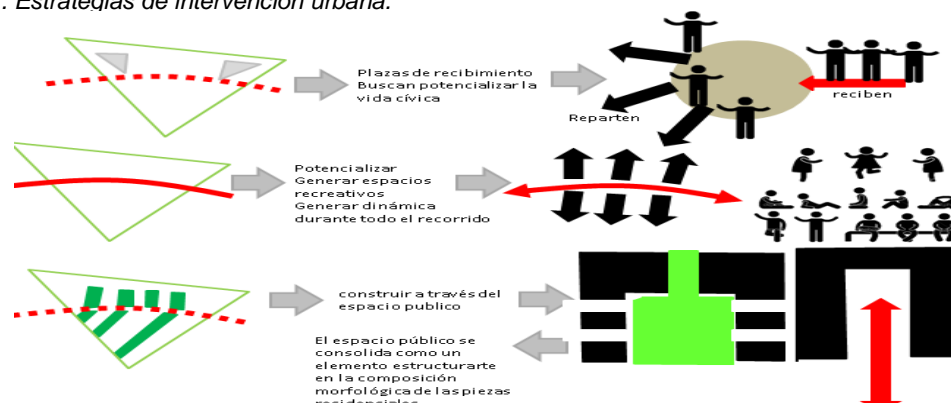 . Estrategias de intervención urbana.
Plazas de recibimiento
Buscan potencializar la
vida cívica
reciben
Reparten
Potencializar
Generar espacios
recreativos
Generar dinámica
durante todo el recorrido
construir a través del
espacio publico
El espacio público se
consolida como un
elemento estructurarte
en la composición
morfológica de las piezas
residenciales